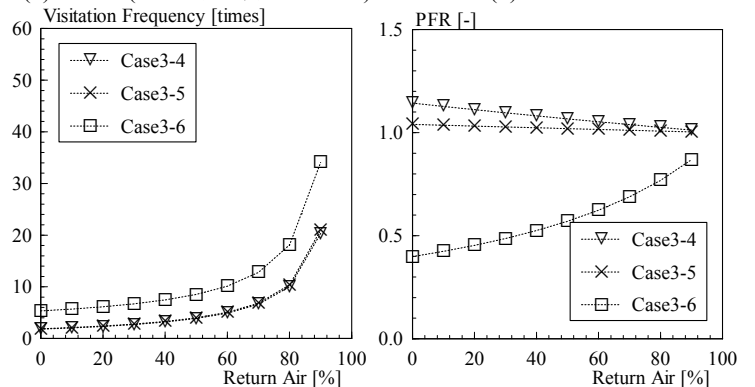 Visitation Frequency [times]
60
50
40
30
20
10
0
Case3-4
Case3-5
Case3-6
0 20 40 60 80 100
Return Air [%]
PFR [-]
1.5
1.0
0.5
0.0
Case3-4
Case3-5
Case3-6
0 20 40 60 80 100
Return Air [%]